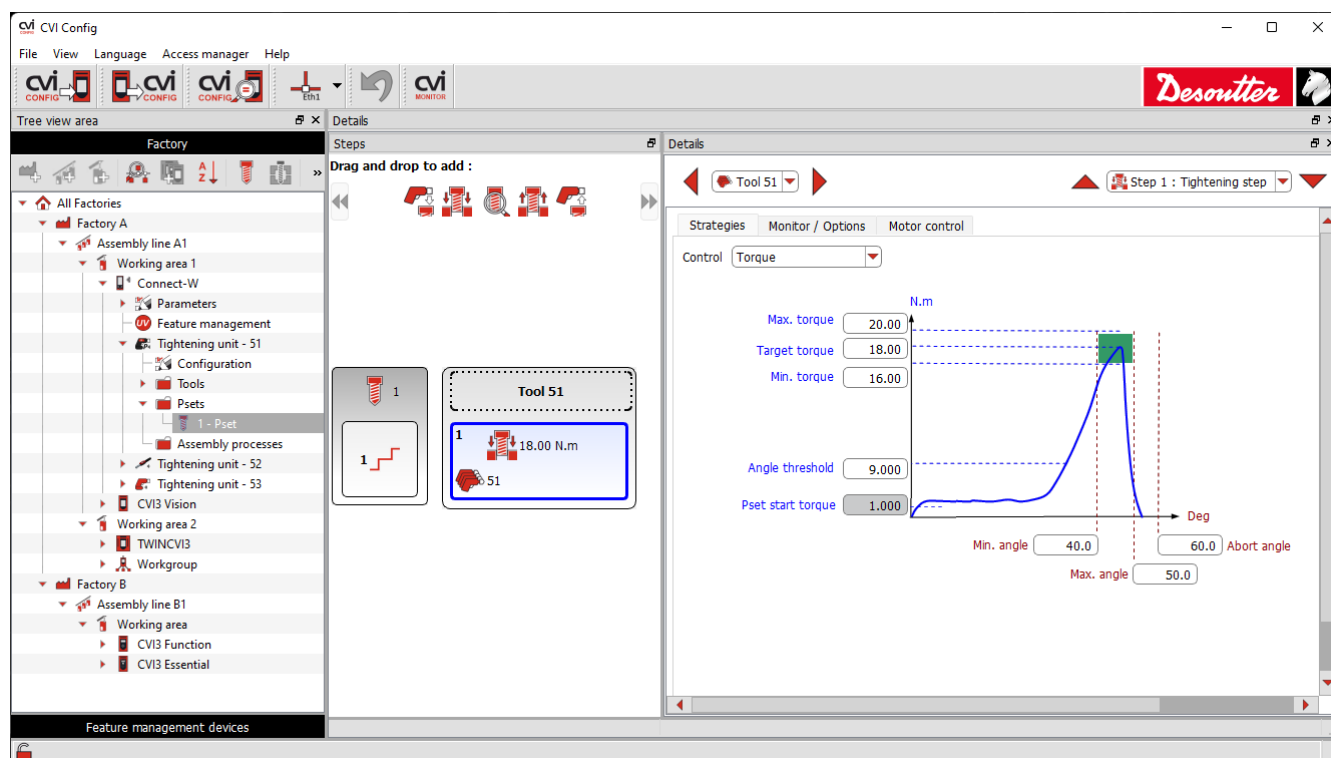 cvi CONFIG CVI Config
File View Language Access manager Help
cvi CONFIG cvi CONFIG cvi CONFIG Eth1 cvi MONITOR Desoutter
Tree view area Details
Factory Steps Details
»
Drag and drop to add :
Tool 51 Step 1 : Tightening step
All Factories
Factory A
Assembly line A1
Working area 1
Connect-W
Parameters
UV Feature management
Tightening unit - 51
Configuration
Tools
Psets
1 - Pset
Assembly processes
Tightening unit - 52
Tightening unit - 53
CVI3 Vision
Working area 2
TWINCVI3
Workgroup
Factory B
Assembly line B1
Working area
CVI3 Function
CVI3 Essential
Feature management devices
1
1
Tool 51
1
18.00 N.m
51
Strategies Monitor / Options Motor control
Control Torque
N.m
Max. torque 20.00
Target torque 18.00
Min. torque 16.00
Angle threshold 9.000
Pset start torque 1.000
Deg
Min. angle 40.0 60.0 Abort angle
Max. angle 50.0